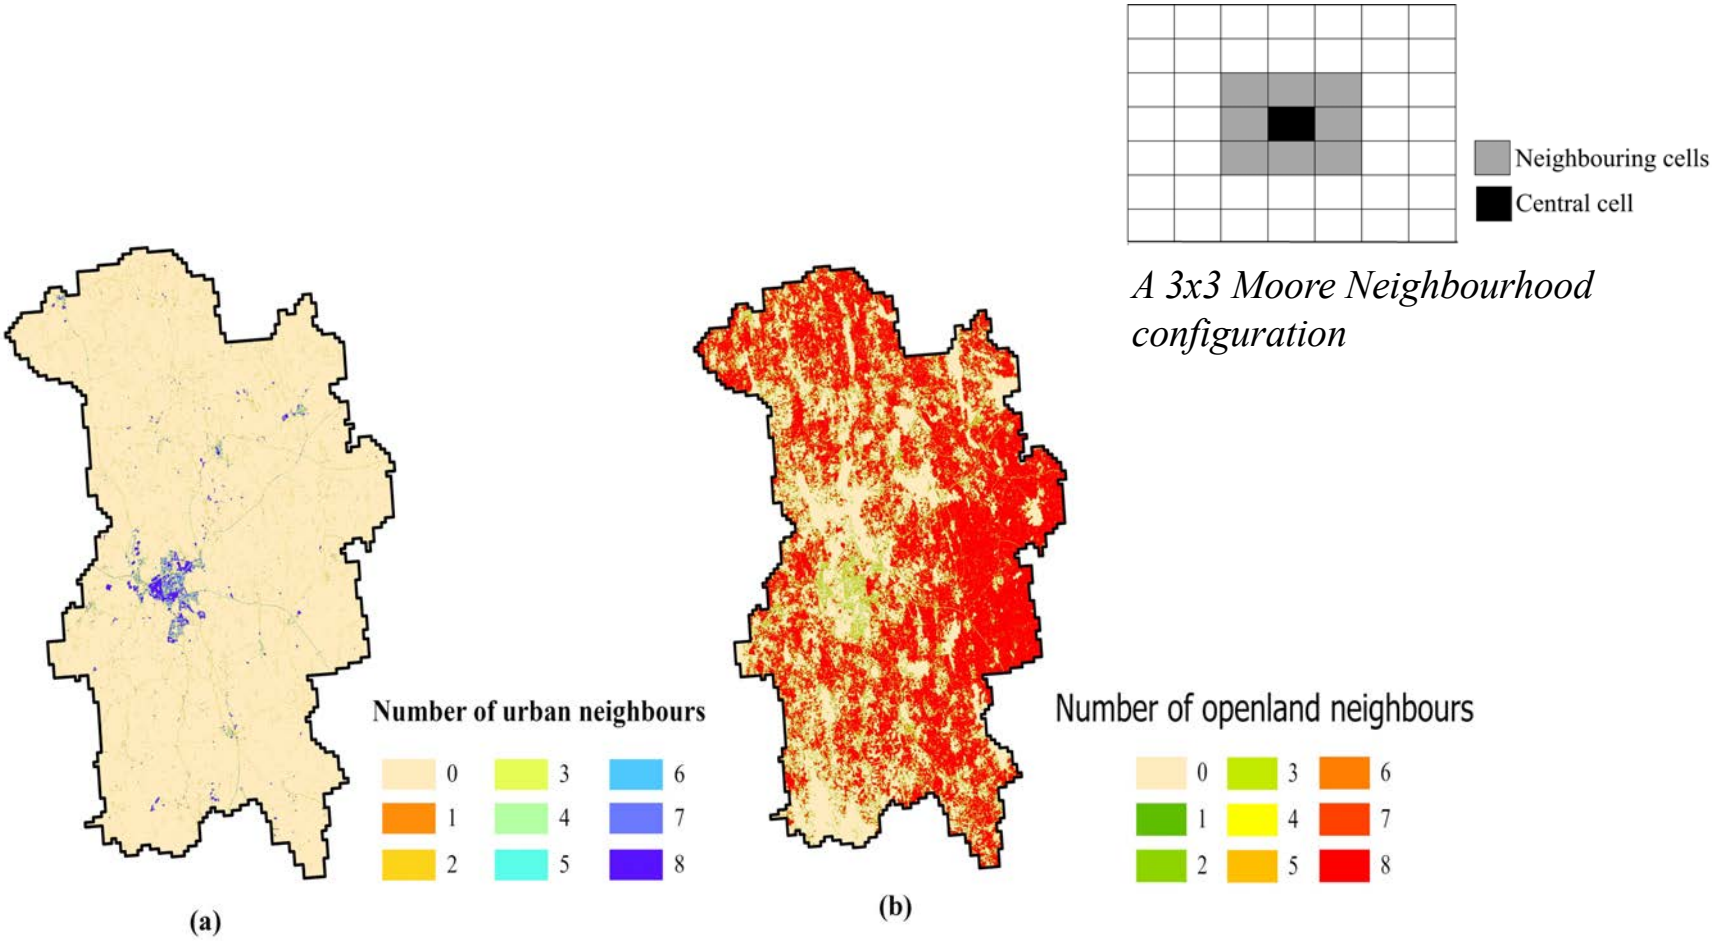 Neighbouring cells
Central cell
A 3x3 Moore Neighbourhood
configuration
Number of urban neighbours
0 3 6
1 4 7
2 5 8
(a)
Number of openland neighbours
0 3 6
1 4 7
2 5 8
(b)